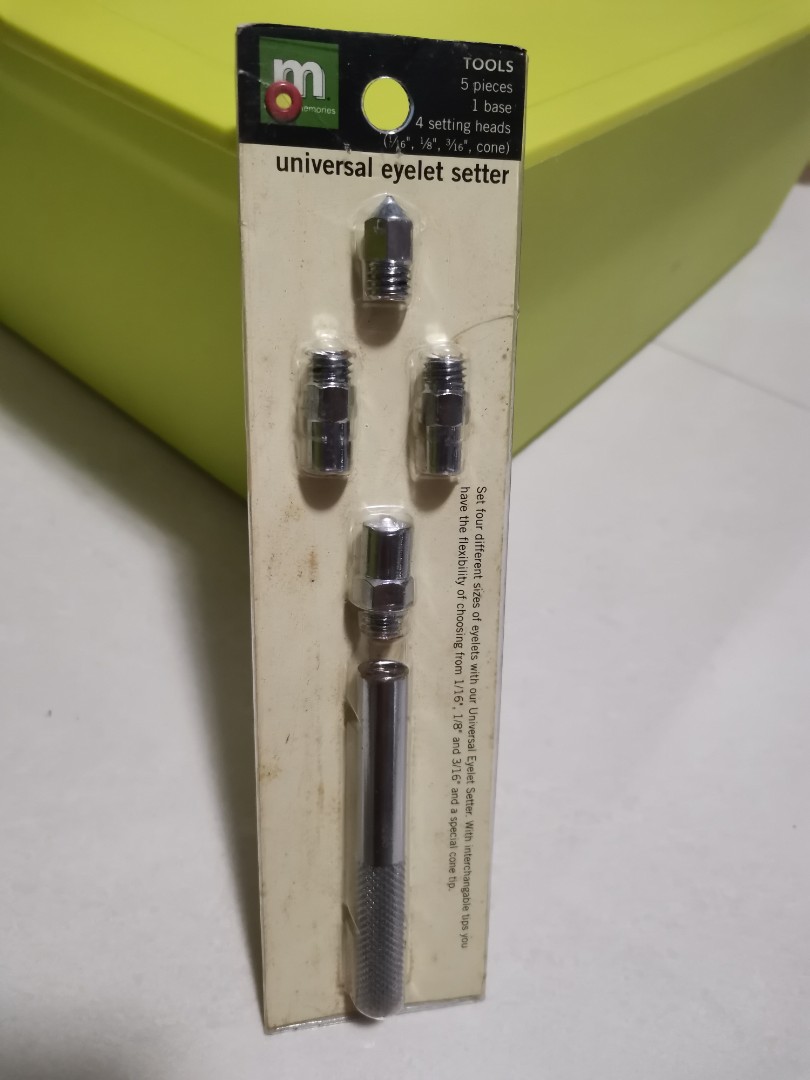 m
emories
TOOLS
5 pieces
1 base
4 setting heads
(1/16", 1/8", 3/16", cone)
universal eyelet setter
Set four different sizes of eyelets with our Universal Eyelet Setter. With interchangable tips you
have the flexibility of choosing from 1/16", 1/8" and 3/16" and a special cone tip.